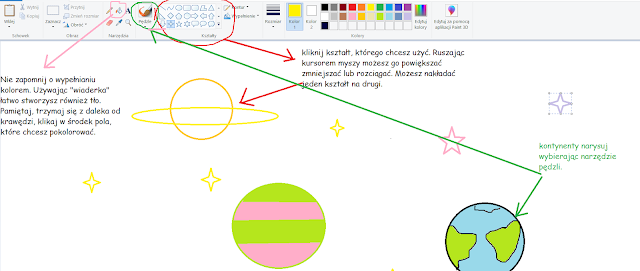 Wklej
Wytnij
Kopiuj
Zaznacz
Przytnij
Zmień rozmiar
Obróć
Pędzle
Kontur
Wypełnienie
Rozmiar
Kolor 1
Kolor 2
Edytuj kolory
Edytuj za pomocą aplikacji Paint 3D
Schowek
Obraz
Narzędzia
Kształty
Kolory
kliknij kształt, którego chcesz użyć. Ruszając
kursorem myszy możesz go powiększać
zmniejszać lub rozciągać. Możesz nakładać
jeden kształt na drugi.
Nie zapomnij o wypełnianiu
kolorem. Używając "wiaderka"
łatwo stworzysz również tło.
Pamiętaj, trzymaj się z daleka od
krawędzi, klikaj w środek pola,
które chcesz pokolorować.
kontynenty norysuj
wybierając narzędzie
pędzli.